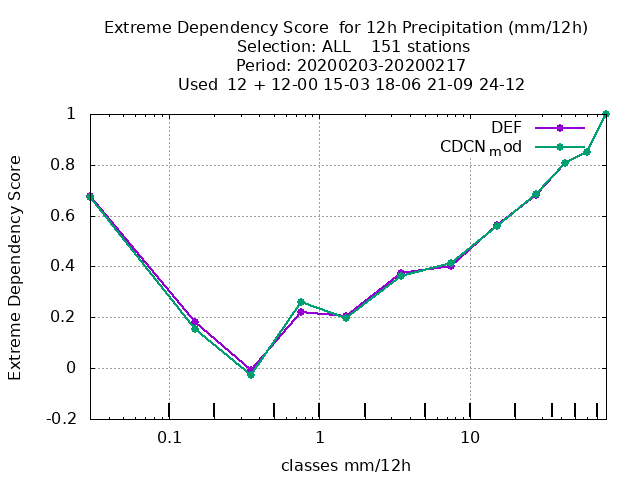 Extreme Dependency Score  for 12h Precipitation (mm/12h)
Selection: ALL    151 stations
Period: 20200203-20200217
Used  12 + 12-00 15-03 18-06 21-09 24-12
DEF
CDCNmod
1
0.8
0.6
0.4
0.2
0
-0.2
Extreme Dependency Score
0.1
1
10
classes mm/12h